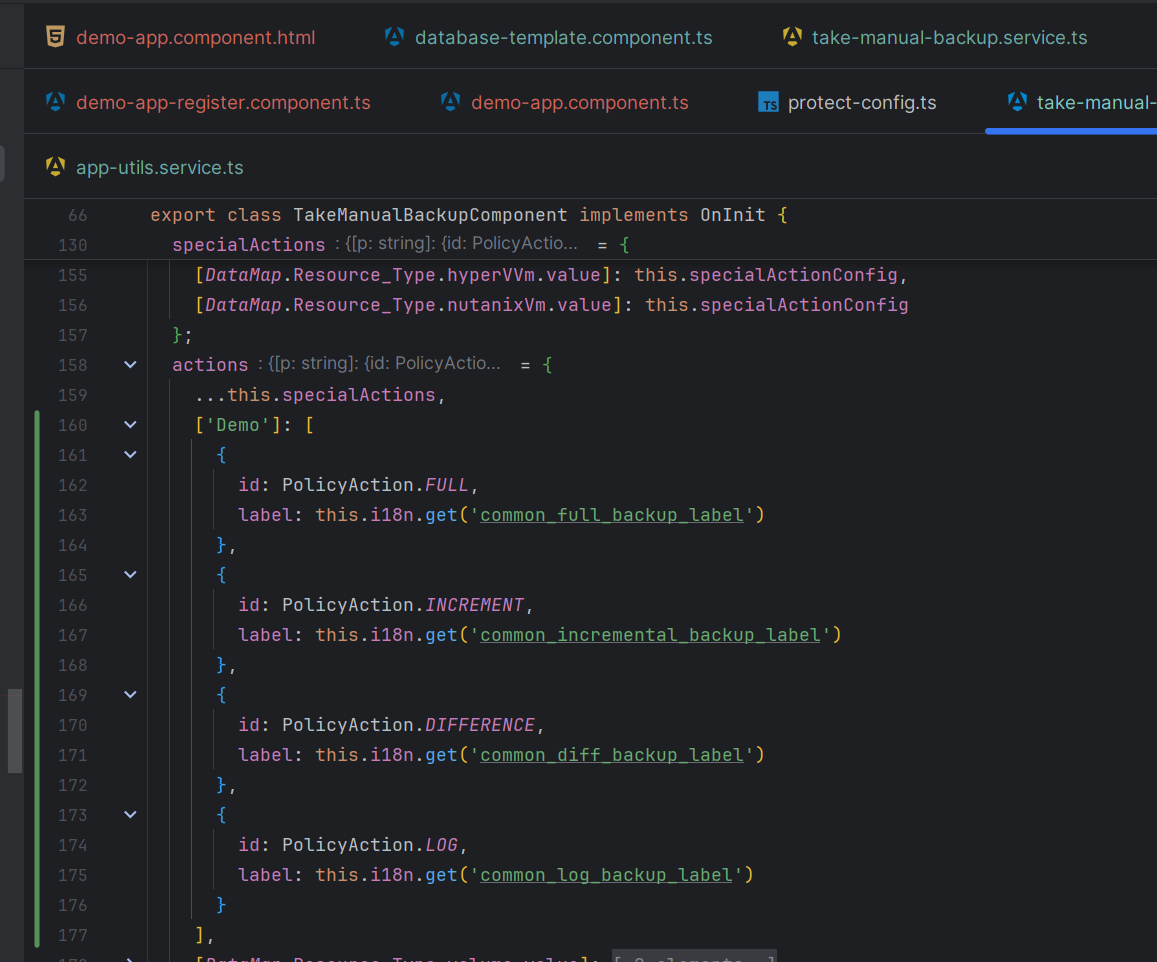 demo-app.component.html database-template.component.ts take-manual-backup.service.ts
demo-app-register.component.ts demo-app.component.ts TS protect-config.ts take-manual-
app-utils.service.ts
66 export class TakeManualBackupComponent implements OnInit {
130 specialActions : {[p: string]: {id: PolicyActio... = {
155 [DataMap.Resource_Type.hyperVVm.value]: this.specialActionConfig,
156 [DataMap.Resource_Type.nutanixVm.value]: this.specialActionConfig
157 };
158 actions : {[p: string]: {id: PolicyActio... = {
159 ...this.specialActions,
160 ['Demo']: [
161 {
162 id: PolicyAction.FULL,
163 label: this.i18n.get('common_full_backup_label')
164 },
165 {
166 id: PolicyAction.INCREMENT,
167 label: this.i18n.get('common_incremental_backup_label')
168 },
169 {
170 id: PolicyAction.DIFFERENCE,
171 label: this.i18n.get('common_diff_backup_label')
172 },
173 {
174 id: PolicyAction.LOG,
175 label: this.i18n.get('common_log_backup_label')
176 }
177 ],